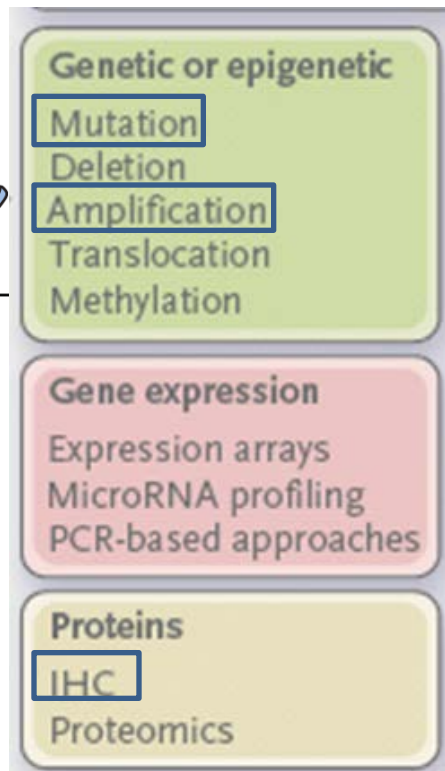 Genetic or epigenetic
Mutation
Deletion
Amplification
Translocation
Methylation
Gene expression
Expression arrays
MicroRNA profiling
PCR-based approaches
Proteins
IHC
Proteomics